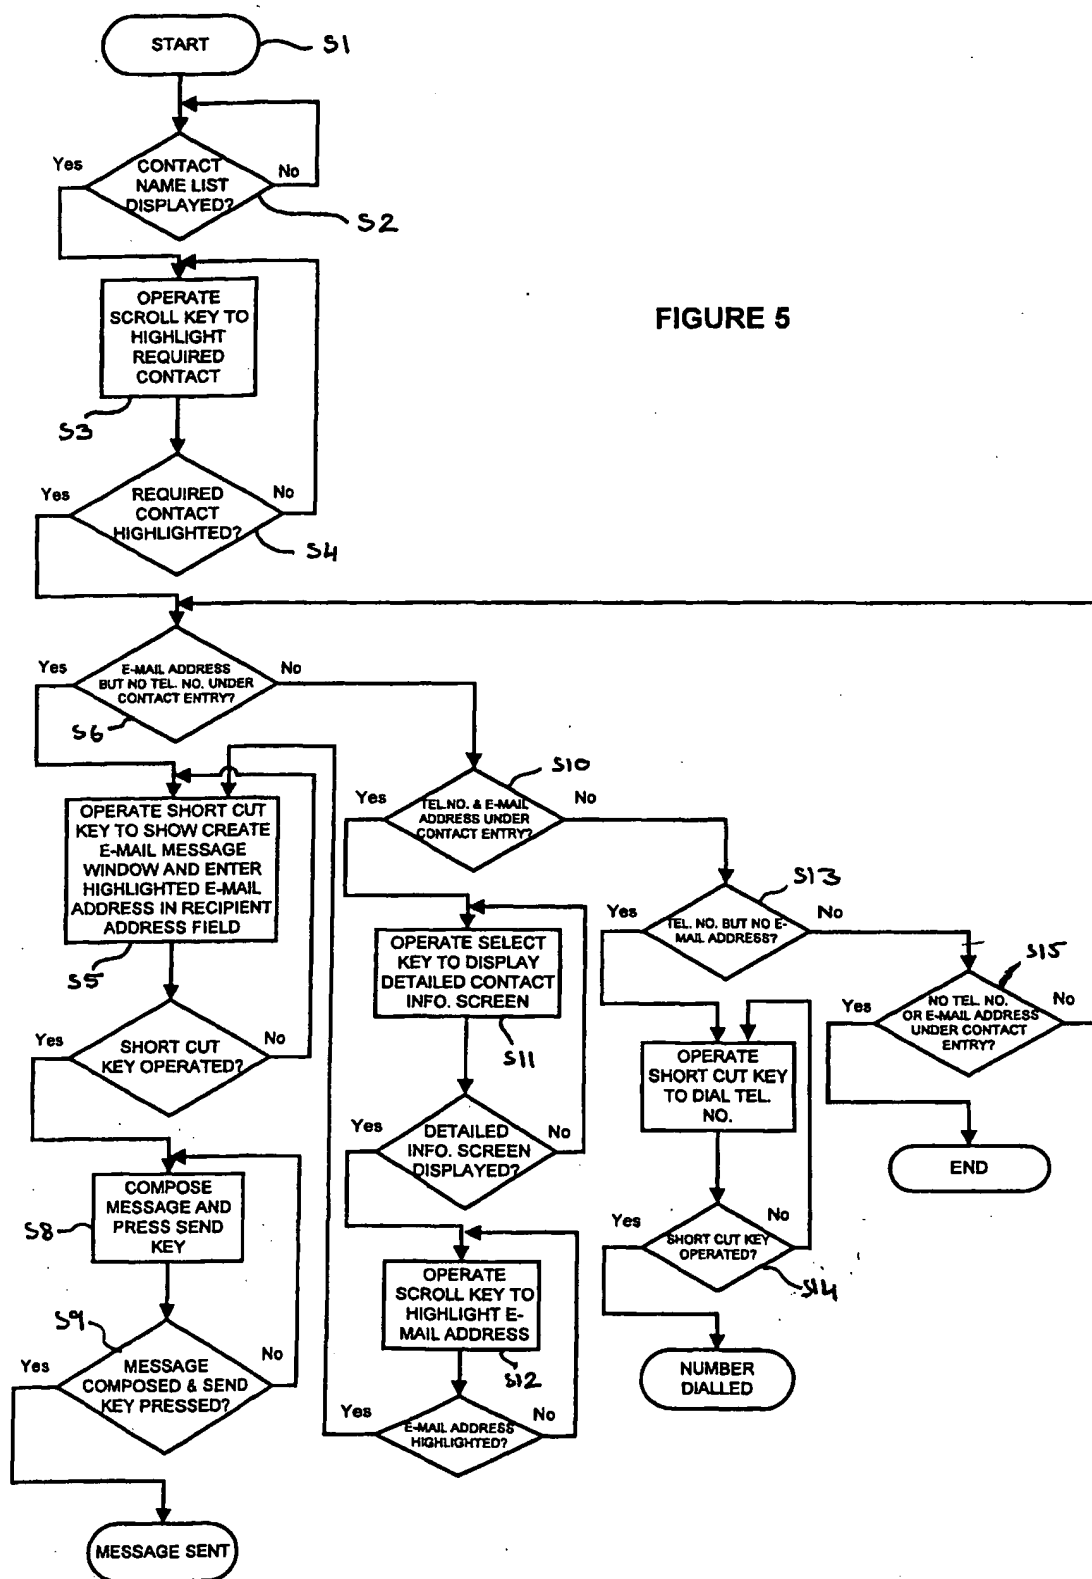 START
S1
CONTACT
NAME LIST
DISPLAYED?
Yes
No
S2
FIGURE 5
OPERATE
SCROLL KEY TO
HIGHLIGHT
REQUIRED
CONTACT
S3
REQUIRED
CONTACT
HIGHLIGHTED?
Yes
No
S4
E-MAIL ADDRESS
BUT NO TEL. NO. UNDER
CONTACT ENTRY?
Yes
No
S6
OPERATE SHORT CUT
KEY TO SHOW CREATE
E-MAIL MESSAGE
WINDOW AND ENTER
HIGHLIGHTED E-MAIL
ADDRESS IN RECIPIENT
ADDRESS FIELD
S5
SHORT CUT
KEY OPERATED?
Yes
No
COMPOSE
MESSAGE AND
PRESS SEND
KEY
S8
S9
MESSAGE
COMPOSED & SEND
KEY PRESSED?
Yes
No
MESSAGE SENT
S10
TEL.NO. & E-MAIL
ADDRESS UNDER
CONTACT ENTRY?
Yes
No
OPERATE SELECT
KEY TO DISPLAY
DETAILED CONTACT
INFO. SCREEN
S11
DETAILED
INFO. SCREEN
DISPLAYED?
Yes
No
OPERATE
SCROLL KEY TO
HIGHLIGHT E-
MAIL ADDRESS
S12
E-MAIL ADDRESS
HIGHLIGHTED?
Yes
No
S13
TEL. NO. BUT NO E-
MAIL ADDRESS?
Yes
No
OPERATE
SHORT CUT KEY
TO DIAL TEL.
NO.
SHORT CUT KEY
OPERATED?
Yes
No
S14
NUMBER
DIALLED
S15
NO TEL. NO.
OR E-MAIL ADDRESS
UNDER CONTACT
ENTRY?
Yes
No
END